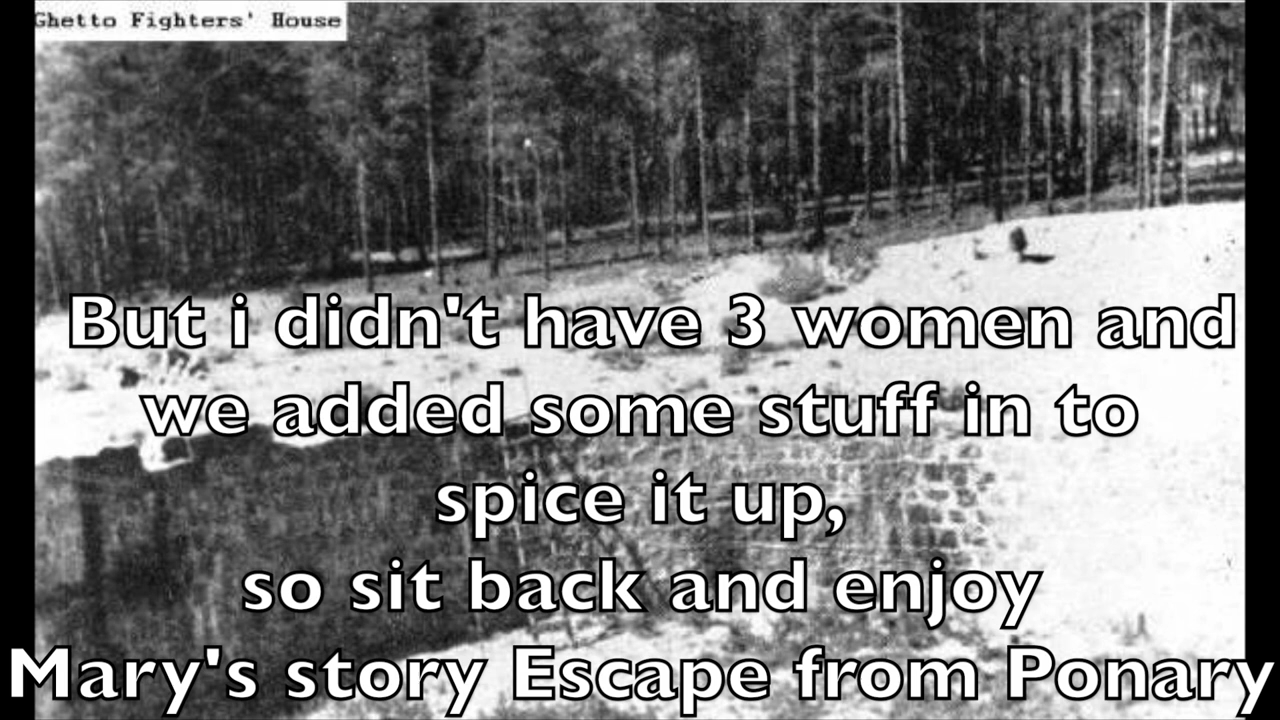 Ghetto Fighters' House
But i didn't have 3 women and
we added some stuff in to
spice it up,
so sit back and enjoy
Mary's story Escape from Ponary